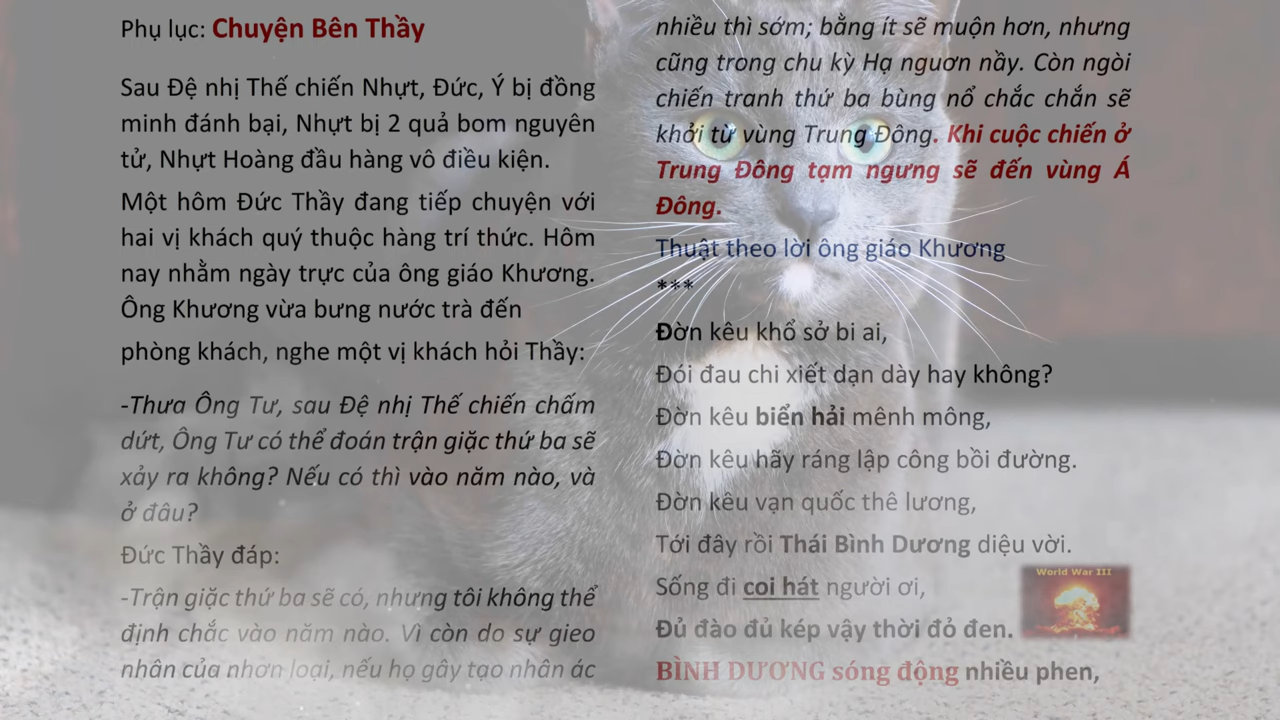 Phụ lục: Chuyện Bên Thầy
Sau Đệ nhị Thế chiến Nhựt, Đức, Ý bị đồng
minh đánh bại, Nhựt bị 2 quả bom nguyên
tử, Nhựt Hoàng đầu hàng vô điều kiện.
Một hôm Đức Thầy đang tiếp chuyện với
hai vị khách quý thuộc hàng trí thức. Hôm
nay nhằm ngày trực của ông giáo Khương.
Ông Khương vừa bưng nước trà đến
phòng khách, nghe một vị khách hỏi Thầy:
-Thưa Ông Tư, sau Đệ nhị Thế chiến chấm
dứt, Ông Tư có thể đoán trận giặc thứ ba sẽ
xảy ra không? Nếu có thì vào năm nào, và
ở đâu?
Đức Thầy đáp:
-Trận giặc thứ ba sẽ có, nhưng tôi không thể
định chắc vào năm nào. Vì còn do sự gieo
nhân của nhơn loại, nếu họ gây tạo nhân ác
nhiều thì sớm; bằng ít sẽ muộn hơn, nhưng
cũng trong chu kỳ Hạ nguơn nầy. Còn ngòi
chiến tranh thứ ba bùng nổ chắc chắn sẽ
khởi từ vùng Trung Đông. Khi cuộc chiến ở
Trung Đông tạm ngưng sẽ đến vùng Á
Đông.
Thuật theo lời ông giáo Khương
***
Đờn kêu khổ sở bi ai,
Đói đau chi xiết dạn dày hay không?
Đờn kêu biển hải mênh mông,
Đờn kêu hãy ráng lập công bồi đường.
Đờn kêu vạn quốc thê lương,
Tới đây rồi Thái Bình Dương diệu vời.
Sống đi coi hát người ơi,
Đủ đào đủ kép vậy thời đỏ đen.
World War III
BÌNH DƯƠNG sóng động nhiều phen,